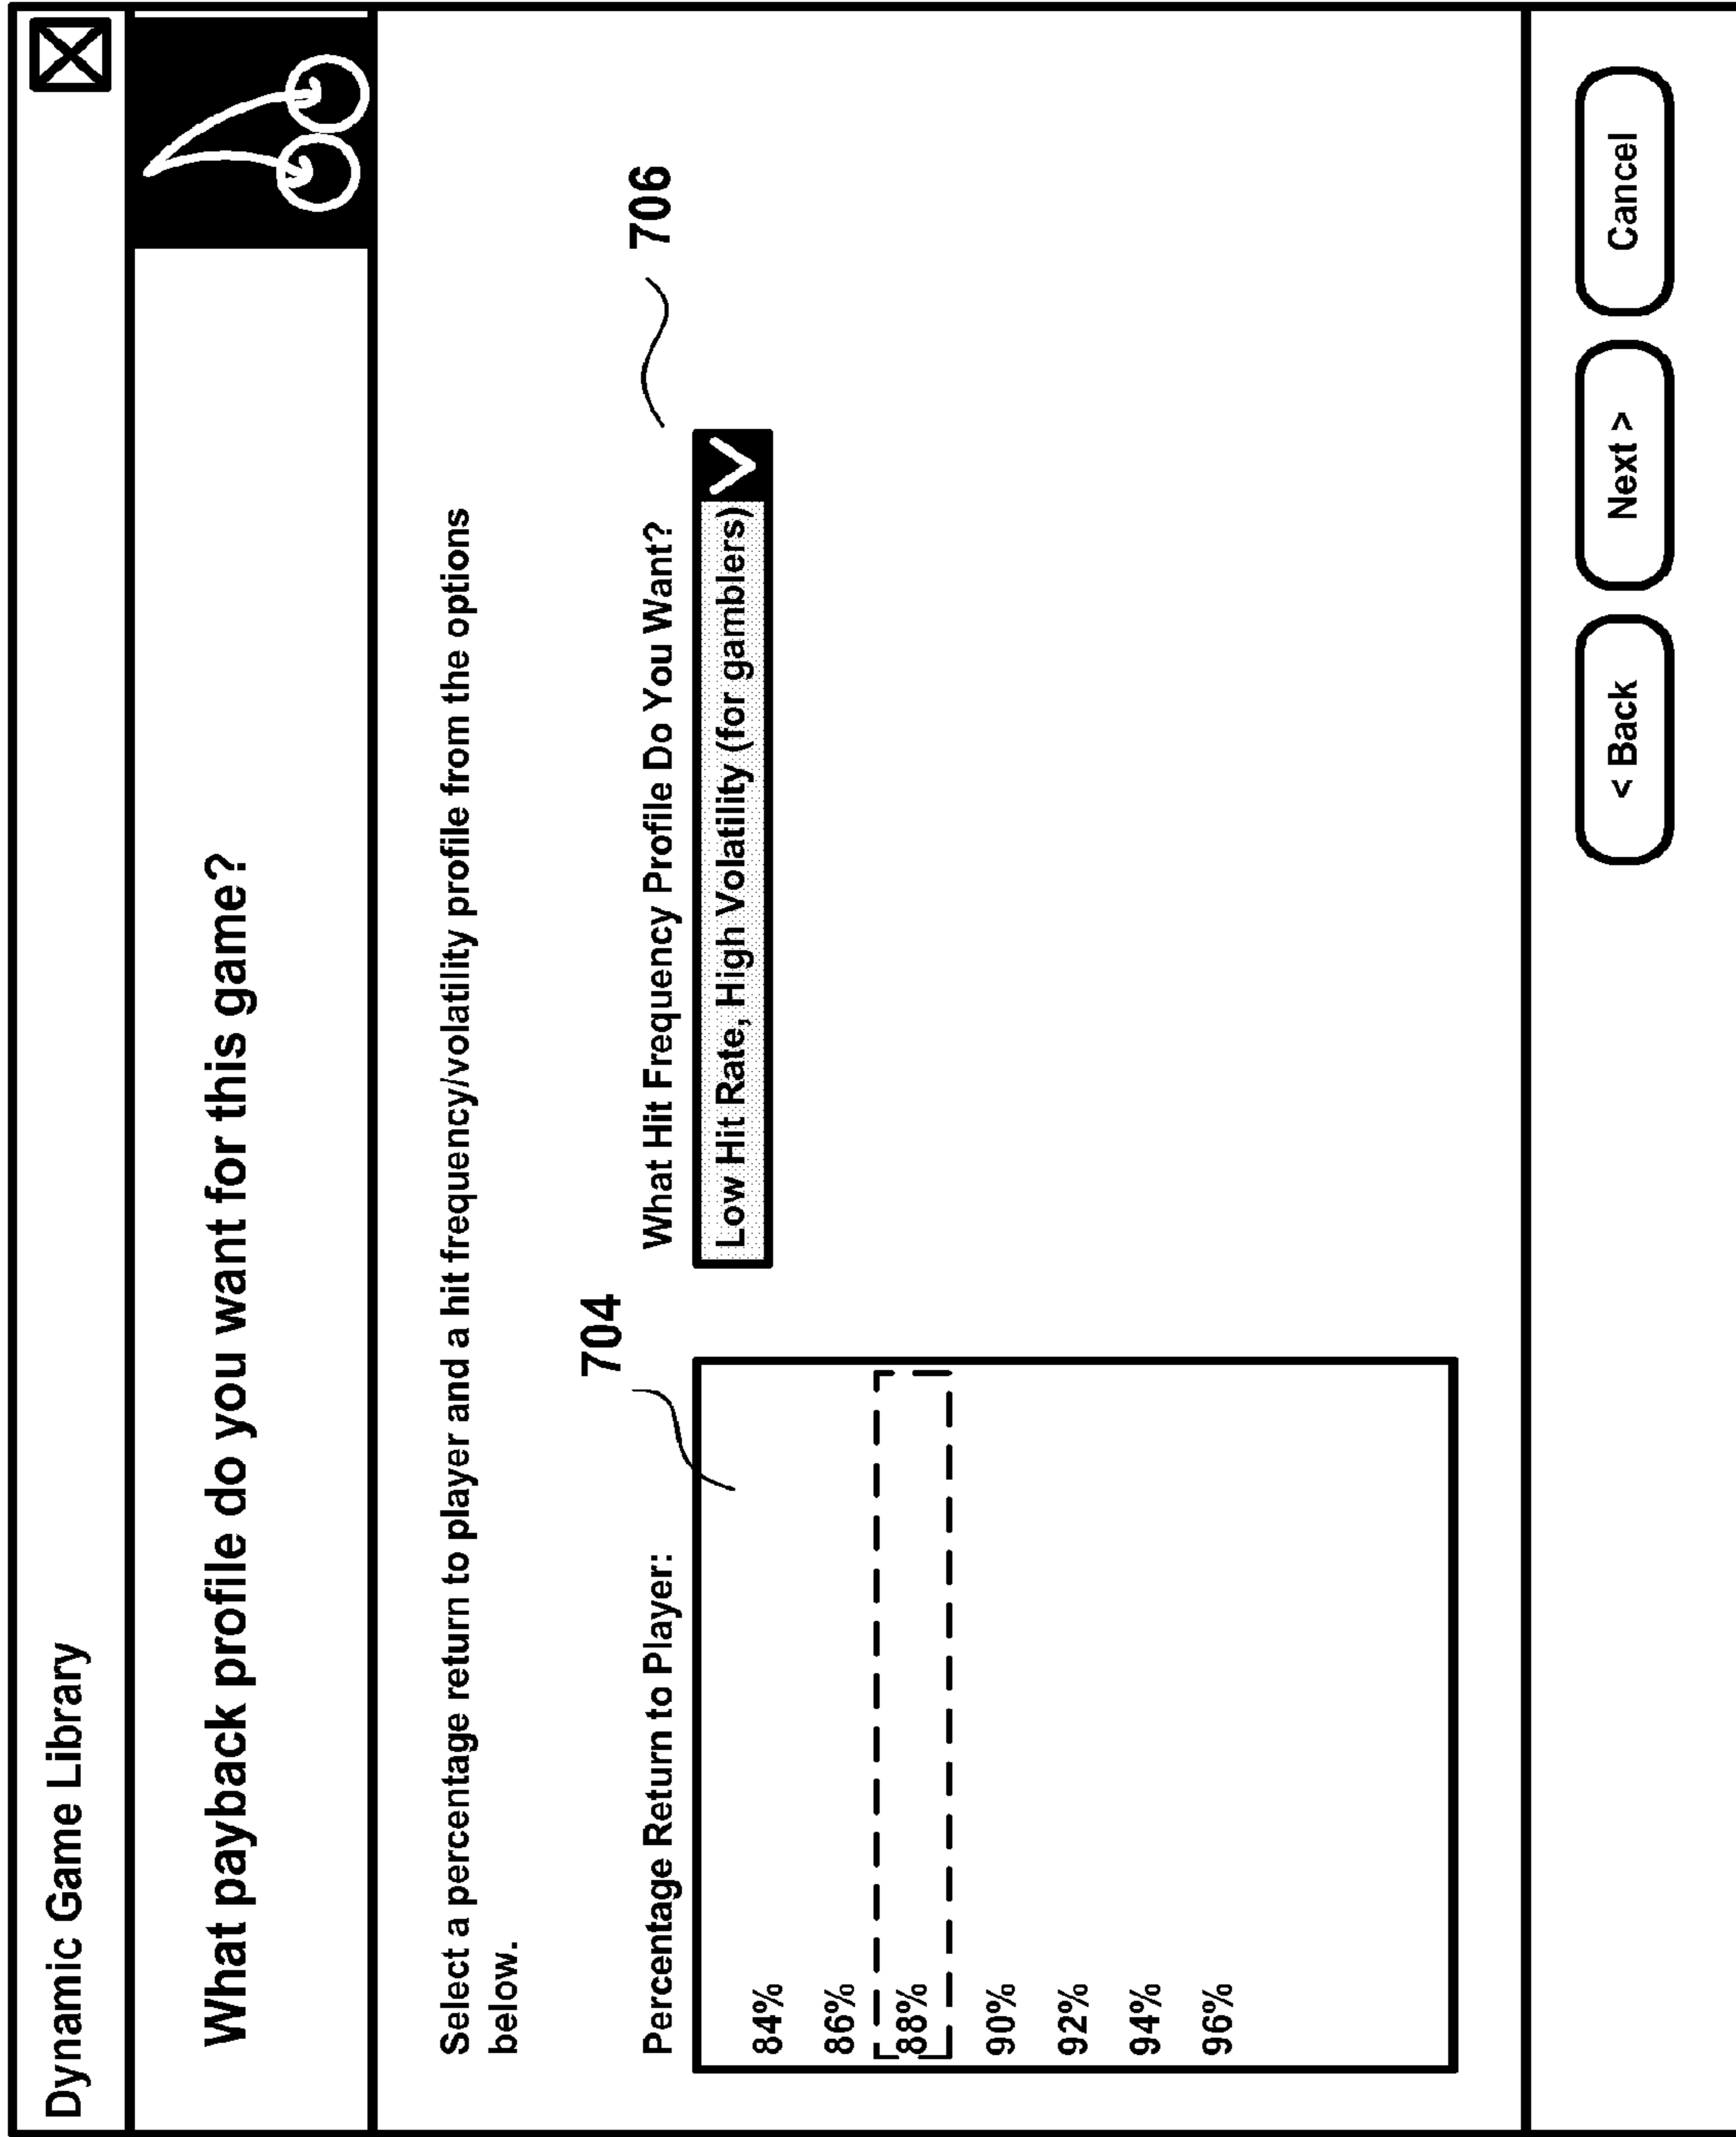 Dynamic Game Library
What payback profile do you want for this game?
Select a percentage return to player and a hit frequency/volatility profile from the options
below.
704
706
Percentage Return to Player:
What Hit Frequency Profile Do You Want?
Low Hit Rate, High Volatility (for gamblers)
84%
86%
88%
90%
92%
94%
96%
< Back
Next >
Cancel